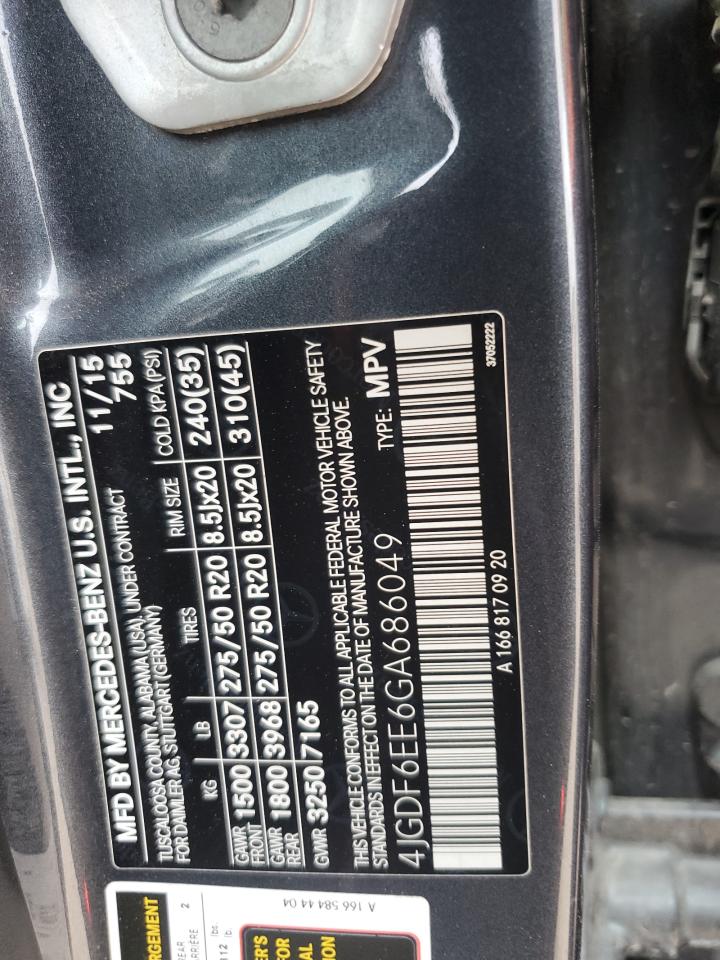 MFD BY MERCEDES-BENZ U.S. INTL., INC
TUSCALOOSA COUNTY, ALABAMA (USA), UNDER CONTRACT 11/15
FOR DAIMLER AG, STUTTGART (GERMANY) 755
KG LB TIRES RIM SIZE COLD KPA(PSI)
GAWR FRONT 1500 3307 275/50 R20 8.5Jx20 240(35)
GAWR REAR 1800 3968 275/50 R20 8.5Jx20 310(45)
GVWR 3250 7165
THIS VEHICLE CONFORMS TO ALL APPLICABLE FEDERAL MOTOR VEHICLE SAFETY
STANDARDS IN EFFECT ON THE DATE OF MANUFACTURE SHOWN ABOVE.
4JGDF6EE6GA686049 TYPE: MPV
A 166 817 09 20 37052222
A 166 584 44 04